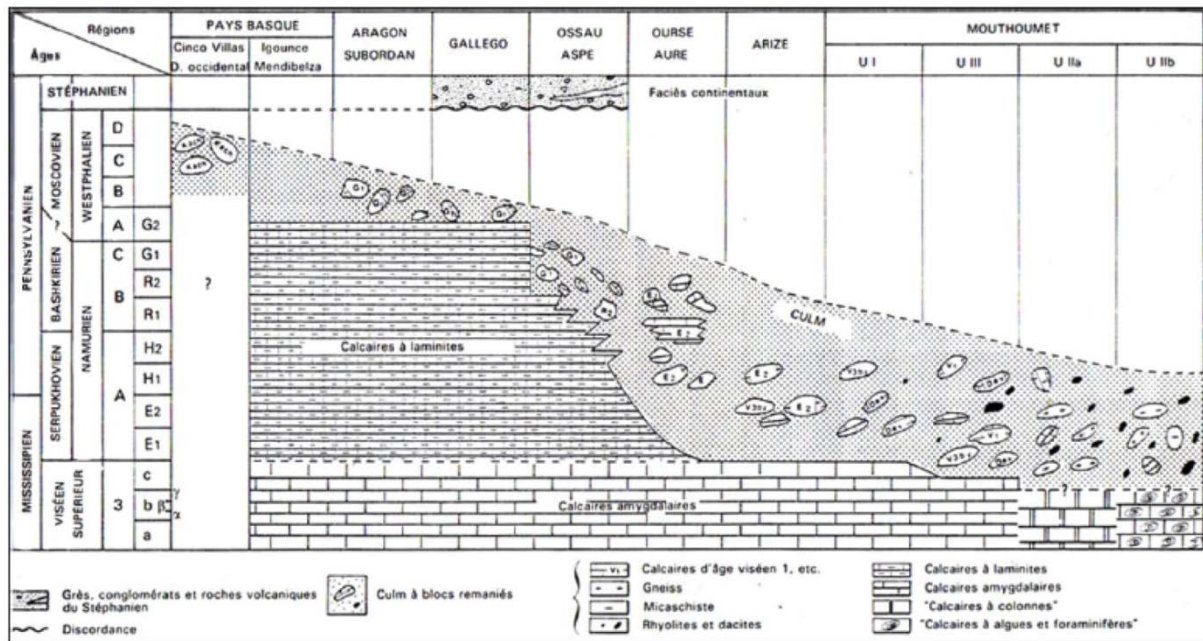 Régions
Âges
PAYS BASQUE
Cinco Villas
D. occidental
Igounce
Mendibelza
ARAGON
SUBORDAN
GALLEGO
OSSAU
ASPE
OURSE
AURE
ARIZE
MOUTHOUMET
U I
U III
U IIa
U IIb
STÉPHANIEN
Faciès continentaux
PENNSYLVANIEN
MOSCOVIEN
WESTPHALIEN
D
C
B
A
G2
?
BASHKIRIEN
NAMURIEN
C
G1
B
R2
R1
SERPUKHOVIEN
A
H2
H1
E2
E1
MISSISSIPIEN
VISÉEN
SUPÉRIEUR
3
c
b β
γ
α
a
?
Calcaires à laminites
CULM
Calcaires amygdalaires
?
?
Grès, conglomérats et roches volcaniques
du Stéphanien
Discordance
Culm à blocs remaniés
V1
Calcaires d'âge viséen 1, etc.
Gneiss
Micaschiste
Rhyolites et dacites
Calcaires à laminites
Calcaires amygdalaires
"Calcaires à colonnes"
"Calcaires à algues et foraminifères"